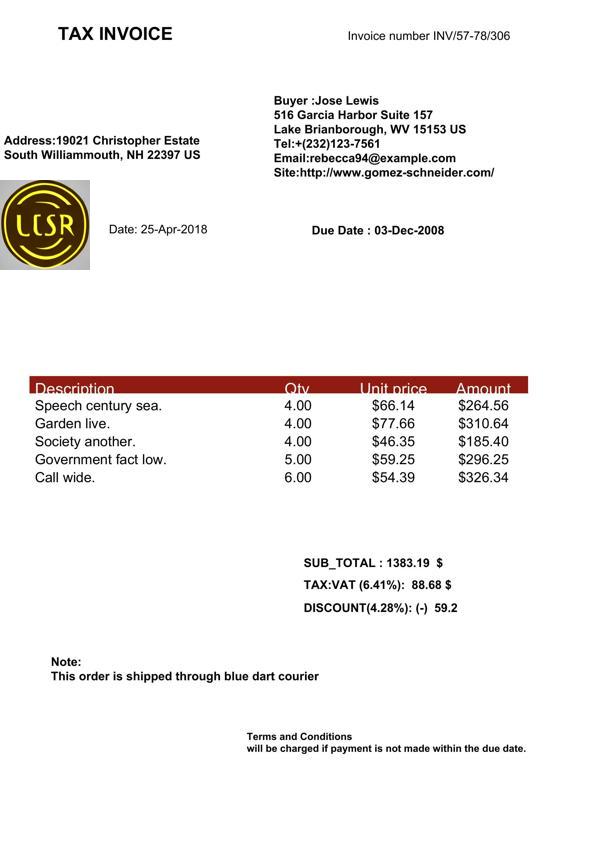 TAX INVOICE
Invoice number INV/57-78/306
Buyer :Jose Lewis
516 Garcia Harbor Suite 157
Lake Brianborough, WV 15153 US
Tel:+(232)123-7561
Email:rebecca94@example.com
Site:http://www.gomez-schneider.com/
Address:19021 Christopher Estate
South Williammouth, NH 22397 US
LCSR
Date: 25-Apr-2018
Due Date : 03-Dec-2008
Description Qty Unit price Amount
Speech century sea. 4.00 $66.14 $264.56
Garden live. 4.00 $77.66 $310.64
Society another. 4.00 $46.35 $185.40
Government fact low. 5.00 $59.25 $296.25
Call wide. 6.00 $54.39 $326.34
SUB_TOTAL : 1383.19 $
TAX:VAT (6.41%): 88.68 $
DISCOUNT(4.28%): (-) 59.2
Note:
This order is shipped through blue dart courier
Terms and Conditions
will be charged if payment is not made within the due date.